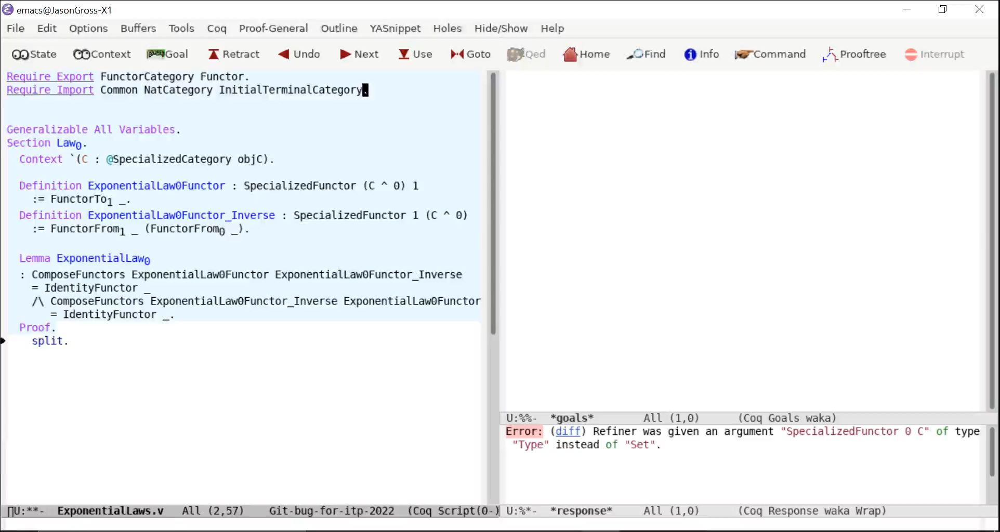 emacs@JasonGross-X1
File Edit Options Buffers Tools Coq Proof-General Outline YASnippet Holes Hide/Show Help
State Context Goal Retract Undo Next Use Goto Qed Home Find Info Command Prooftree Interrupt
Require Export FunctorCategory Functor.
Require Import Common NatCategory InitialTerminalCategory.
Generalizable All Variables.
Section Law₀.
Context `(C : @SpecializedCategory objC).
Definition ExponentialLaw0Functor : SpecializedFunctor (C ^ 0) 1
:= FunctorTo₁ _.
Definition ExponentialLaw0Functor_Inverse : SpecializedFunctor 1 (C ^ 0)
:= FunctorFrom₁ _ (FunctorFrom₀ _).
Lemma ExponentialLaw₀
: ComposeFunctors ExponentialLaw0Functor ExponentialLaw0Functor_Inverse
= IdentityFunctor _
/\ ComposeFunctors ExponentialLaw0Functor_Inverse ExponentialLaw0Functor
= IdentityFunctor _.
Proof.
split.
U:**- ExponentialLaws.v All (2,57) Git-bug-for-itp-2022 (Coq Script(0-)
U:%%- *goals* All (1,0) (Coq Goals waka)
Error: (diff) Refiner was given an argument "SpecializedFunctor 0 C" of type
"Type" instead of "Set".
U:%*- *response* All (1,0) (Coq Response waka Wrap)